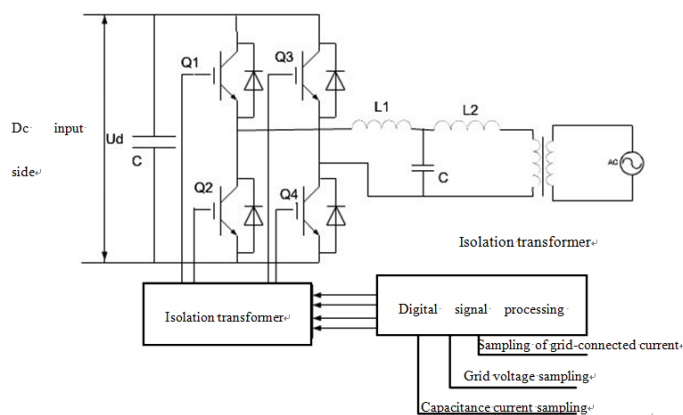 Q1
Q3
L1
L2
Dc input
side
Ud
C
C
AC
Q2
Q4
Isolation transformer
Isolation transformer
Digital signal processing
Sampling of grid-connected current
Grid voltage sampling
Capacitance current sampling